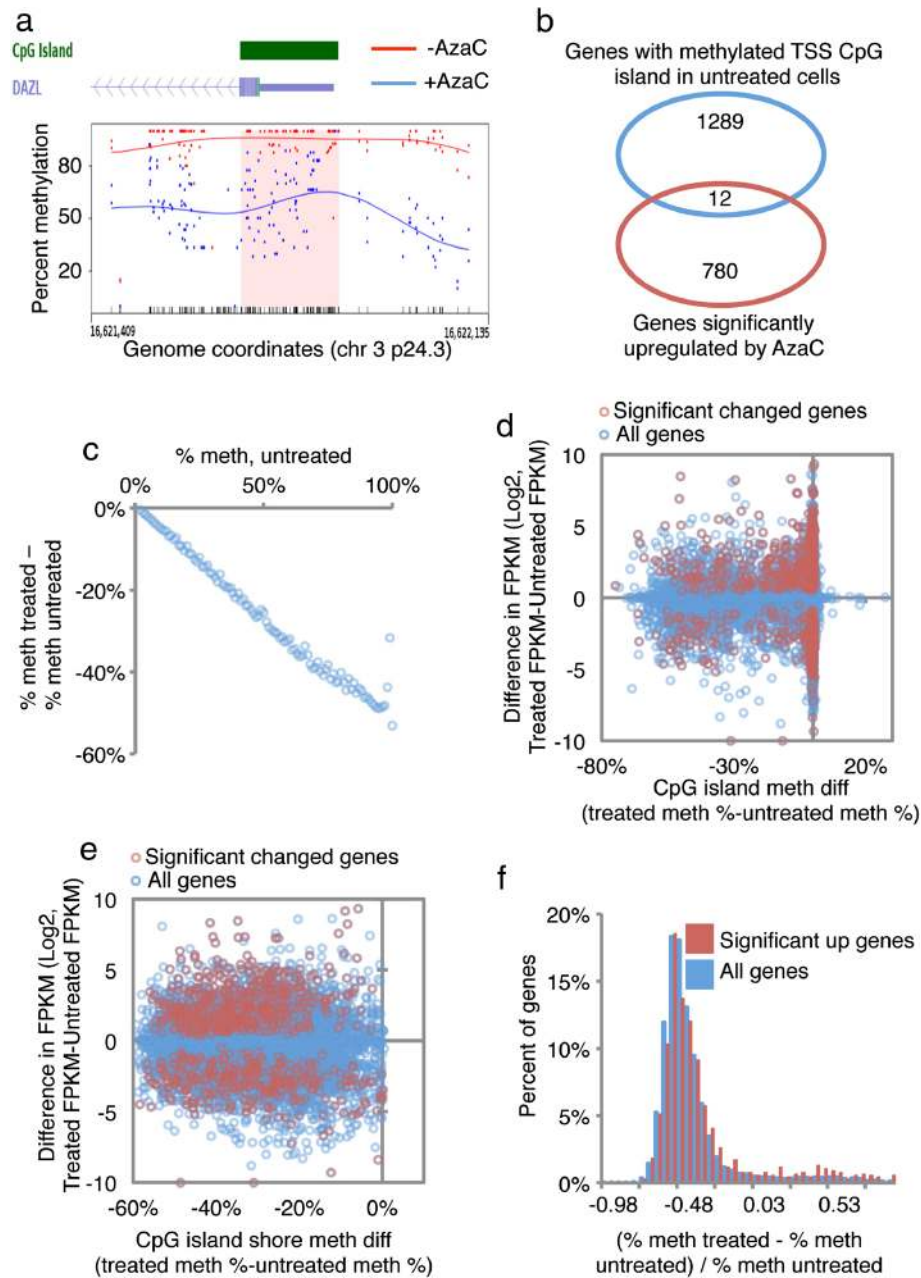 a
CpG Island
DAZL
-AzaC
+AzaC
Percent methylation
80
50
20
16,621,409
16,622,135
Genome coordinates (chr 3 p24.3)
b
Genes with methylated TSS CpG
island in untreated cells
1289
12
780
Genes significantly
upregulated by AzaC
c
% meth, untreated
0%
50%
100%
0%
-20%
-40%
-60%
% meth treated –
% meth untreated
d
Significant changed genes
All genes
Difference in FPKM (Log2,
Treated FPKM-Untreated FPKM)
10
5
0
-5
-10
-80%
-30%
20%
CpG island meth diff
(treated meth %-untreated meth %)
e
Significant changed genes
All genes
Difference in FPKM (Log2,
Treated FPKM-Untreated FPKM)
10
5
0
-5
-10
-60%
-40%
-20%
0%
CpG island shore meth diff
(treated meth %-untreated meth %)
f
Significant up genes
All genes
Percent of genes
20%
15%
10%
5%
0%
-0.98
-0.48
0.03
0.53
(% meth treated - % meth
untreated) / % meth untreated